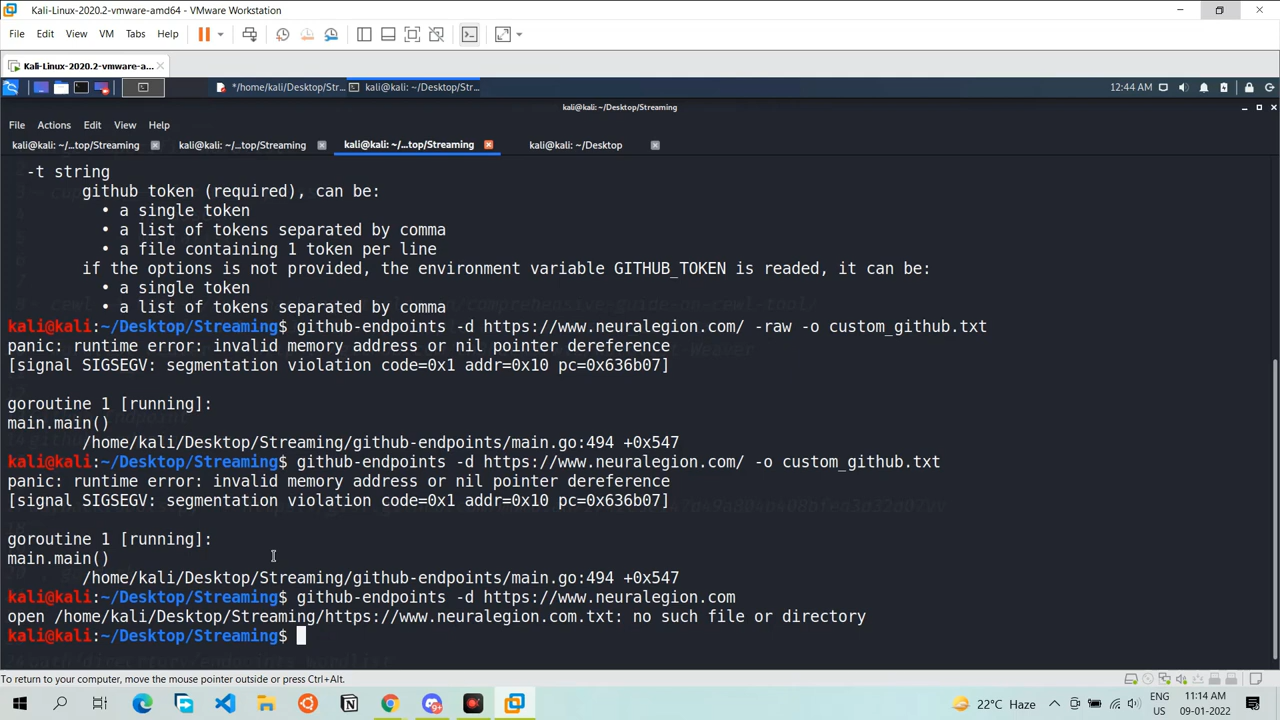 Kali-Linux-2020.2-vmware-amd64 - VMware Workstation
File Edit View VM Tabs Help
Kali-Linux-2020.2-vmware-a...
*/home/kali/Desktop/Str... kali@kali: ~/Desktop/Str... 12:44 AM
kali@kali: ~/Desktop/Streaming
File Actions Edit View Help
kali@kali: ~/...top/Streaming kali@kali: ~/...top/Streaming kali@kali: ~/...top/Streaming kali@kali: ~/Desktop
-t string
github token (required), can be:
• a single token
• a list of tokens separated by comma
• a file containing 1 token per line
if the options is not provided, the environment variable GITHUB_TOKEN is readed, it can be:
• a single token
• a list of tokens separated by comma
kali@kali:~/Desktop/Streaming$ github-endpoints -d https://www.neuralegion.com/ -raw -o custom_github.txt
panic: runtime error: invalid memory address or nil pointer dereference
[signal SIGSEGV: segmentation violation code=0x1 addr=0x10 pc=0x636b07]
goroutine 1 [running]:
main.main()
/home/kali/Desktop/Streaming/github-endpoints/main.go:494 +0x547
kali@kali:~/Desktop/Streaming$ github-endpoints -d https://www.neuralegion.com/ -o custom_github.txt
panic: runtime error: invalid memory address or nil pointer dereference
[signal SIGSEGV: segmentation violation code=0x1 addr=0x10 pc=0x636b07]
goroutine 1 [running]:
main.main()
/home/kali/Desktop/Streaming/github-endpoints/main.go:494 +0x547
kali@kali:~/Desktop/Streaming$ github-endpoints -d https://www.neuralegion.com
open /home/kali/Desktop/Streaming/https://www.neuralegion.com.txt: no such file or directory
kali@kali:~/Desktop/Streaming$
To return to your computer, move the mouse pointer outside or press Ctrl+Alt.
9+ 22°C Haze ENG 11:14 AM
US 09-01-2022